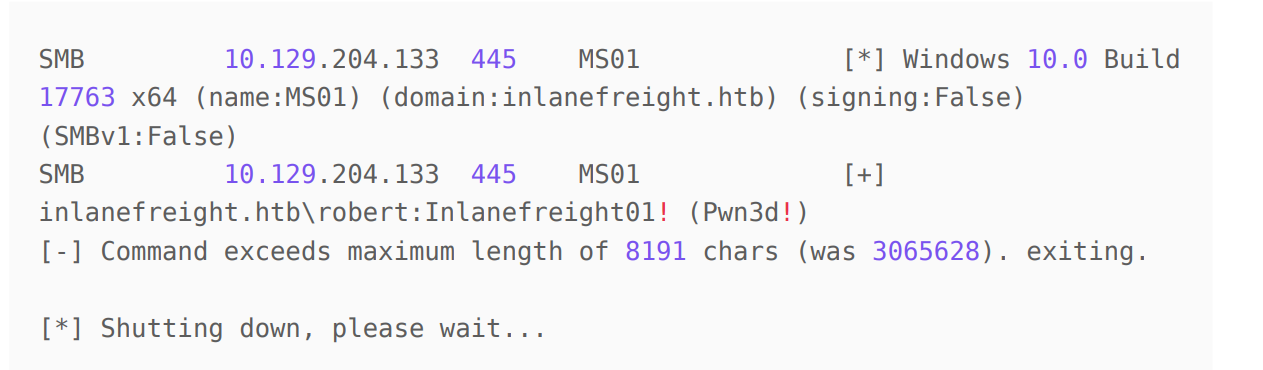 SMB         10.129.204.133  445    MS01             [*] Windows 10.0 Build
17763 x64 (name:MS01) (domain:inlanefreight.htb) (signing:False)
(SMBv1:False)
SMB         10.129.204.133  445    MS01             [+]
inlanefreight.htb\robert:Inlanefreight01! (Pwn3d!)
[-] Command exceeds maximum length of 8191 chars (was 3065628). exiting.
[*] Shutting down, please wait...